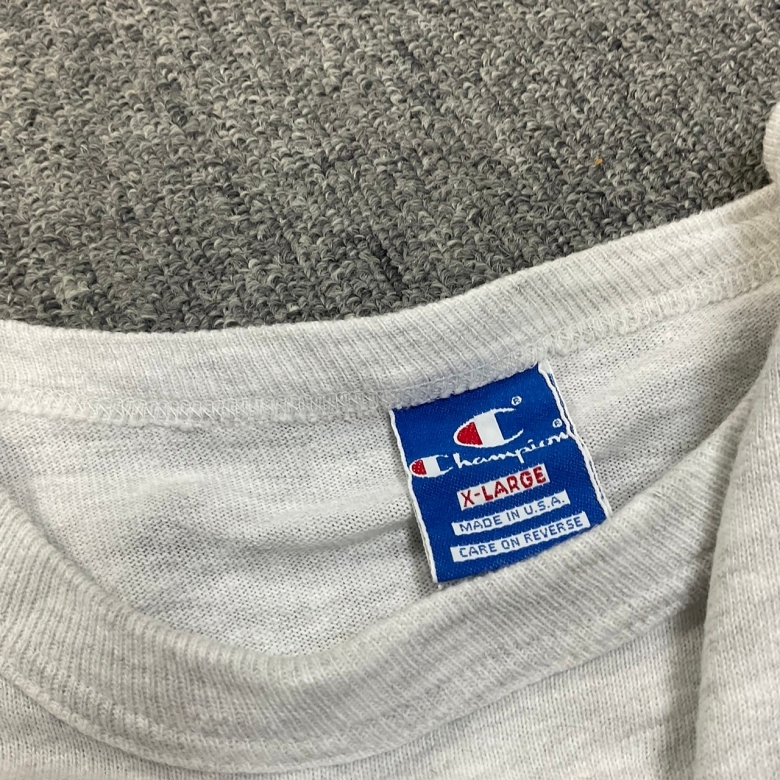 ®
Champion®
X-LARGE
MADE IN U.S.A.
CARE ON REVERSE